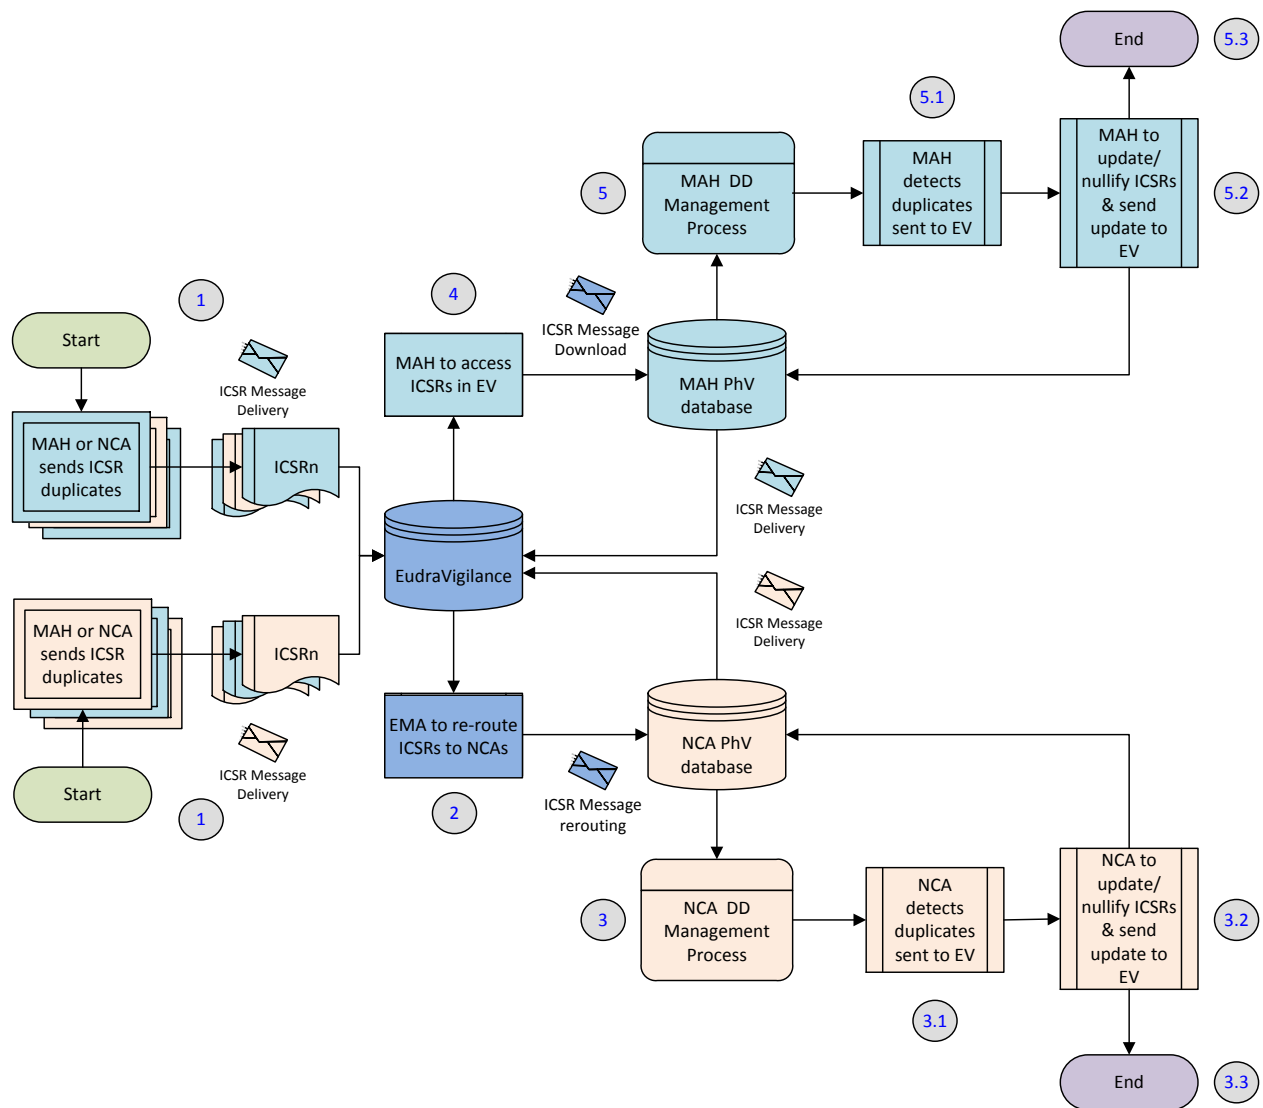 End
5.3
5.1
MAH to
update/
nullify ICSRs
& send
update to
EV
5.2
MAH
detects
duplicates
sent to EV
5
MAH DD
Management
Process
1
4
ICSR Message
Download
Start
ICSR Message
Delivery
MAH to access
ICSRs in EV
MAH PhV
database
MAH or NCA
sends ICSR
duplicates
ICSRn
ICSR Message
Delivery
EudraVigilance
MAH or NCA
sends ICSR
duplicates
ICSRn
ICSR Message
Delivery
EMA to re-route
ICSRs to NCAs
NCA PhV
database
ICSR Message
Delivery
Start
1
2
ICSR Message
rerouting
3
NCA DD
Management
Process
NCA
detects
duplicates
sent to EV
3.1
NCA to
update/
nullify ICSRs
& send
update to
EV
3.2
End
3.3